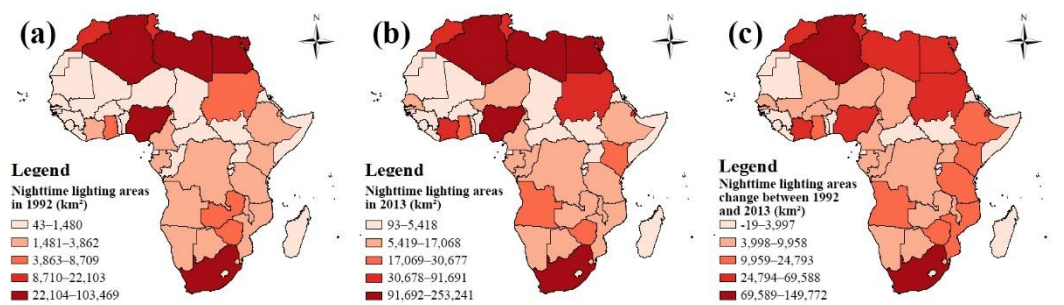 (a)
N
Legend
Nighttime lighting areas
in 1992 (km²)
43–1,480
1,481–3,862
3,863–8,709
8,710–22,103
22,104–103,469
(b)
N
Legend
Nighttime lighting areas
in 2013 (km²)
93–5,418
5,419–17,068
17,069–30,677
30,678–91,691
91,692–253,241
(c)
N
Legend
Nighttime lighting areas
change between 1992
and 2013 (km²)
-19–3,997
3,998–9,958
9,959–24,793
24,794–69,588
69,589–149,772